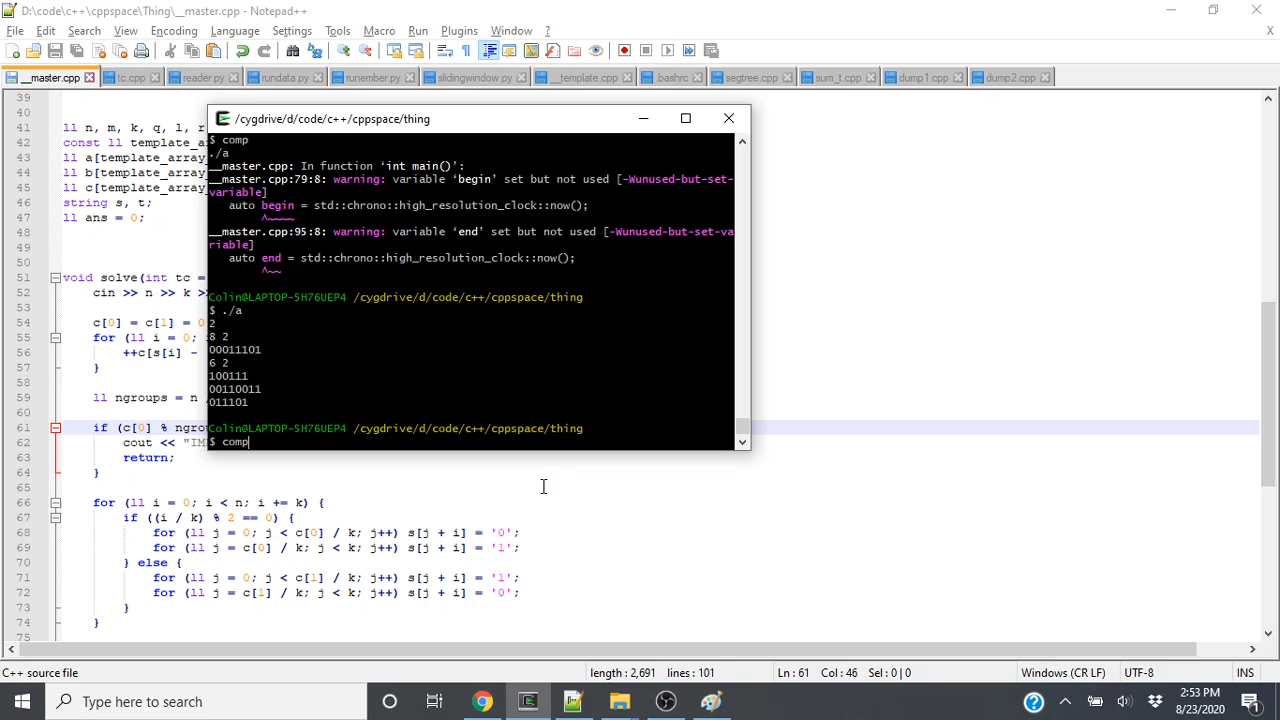 D:\code\c++\cppspace\Thing\__master.cpp - Notepad++
File Edit Search View Encoding Language Settings Tools Macro Run Plugins Window ? X
__master.cpp tc.cpp reader.py rundata.py runember.py slidingwindow.py __template.cpp .bashrc segtree.cpp sum_t.cpp dump1.cpp dump2.cpp
39
40
41 ll n, m, k, q, l, r
42 const ll template_ar
43 ll a[template_array_
44 ll b[template_array_
45 ll c[template_array_
46 string s, t;
47 ll ans = 0;
48
49
50
51 void solve(int tc =
52 cin >> n >> k >>
53
54 c[0] = c[1] = 0
55 for (ll i = 0;
56 ++c[s[i] -
57 }
58
59 ll ngroups = n
60
61 if (c[0] % ngrou
62 cout << "IM
63 return;
64 }
65
66 for (ll i = 0; i < n; i += k) {
67 if ((i / k) % 2 == 0) {
68 for (ll j = 0; j < c[0] / k; j++) s[j + i] = '0';
69 for (ll j = c[0] / k; j < k; j++) s[j + i] = '1';
70 } else {
71 for (ll j = 0; j < c[1] / k; j++) s[j + i] = '1';
72 for (ll j = c[1] / k; j < k; j++) s[j + i] = '0';
73 }
74 }
75
/cygdrive/d/code/c++/cppspace/thing
$ comp
./a
__master.cpp: In function ‘int main()’:
__master.cpp:79:8: warning: variable ‘begin’ set but not used [-Wunused-but-set-
variable]
auto begin = std::chrono::high_resolution_clock::now();
^~~~~
__master.cpp:95:8: warning: variable ‘end’ set but not used [-Wunused-but-set-va
riable]
auto end = std::chrono::high_resolution_clock::now();
^~~
Colin@LAPTOP-5H76UEP4 /cygdrive/d/code/c++/cppspace/thing
$ ./a
2
8 2
00011101
6 2
100111
00110011
011101
Colin@LAPTOP-5H76UEP4 /cygdrive/d/code/c++/cppspace/thing
$ comp
C++ source file length : 2,691 lines : 101 Ln : 61 Col : 46 Sel : 0 | 0 Windows (CR LF) UTF-8 INS
Type here to search
2:53 PM
8/23/2020
1